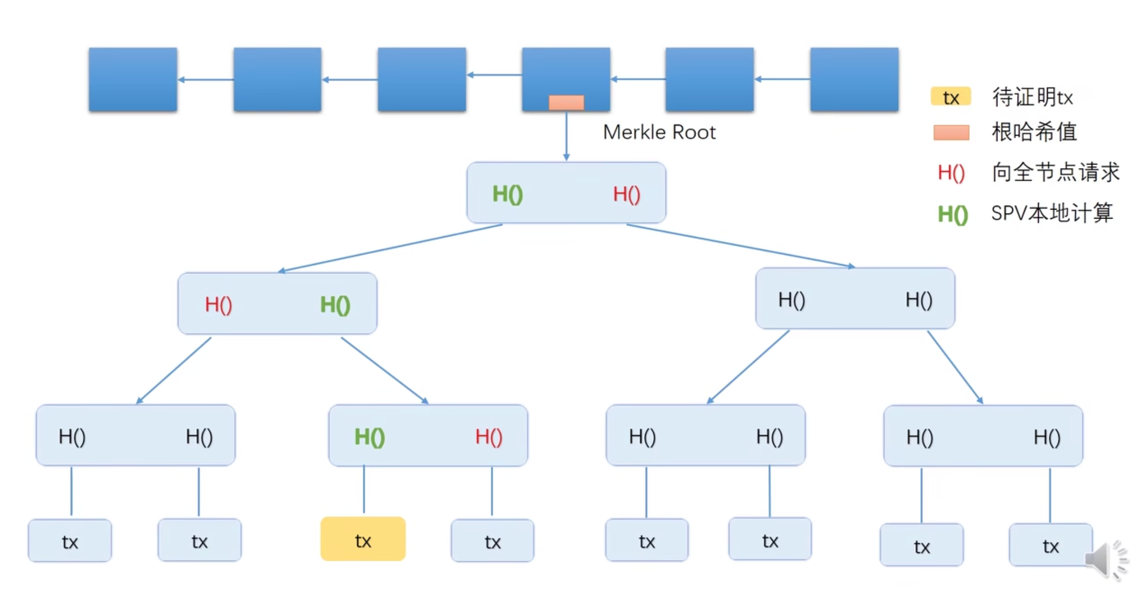 Merkle Root
tx 待证明tx
根哈希值
H() 向全节点请求
H() SPV本地计算
H() H()
H() H() H() H()
H() H() H() H() H() H() H() H()
tx tx tx tx tx tx tx tx